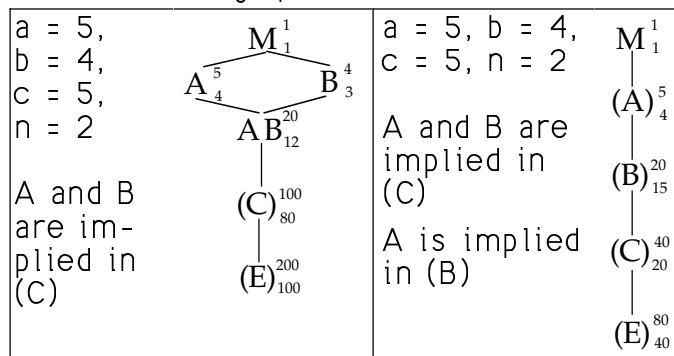 a = 5,
b = 4,
c = 5,
n = 2
A and B
are im-
plied in
(C)
M 1 1
A 5 4
B 4 3
AB 20 12
(C) 100 80
(E) 200 100
a = 5, b = 4,
c = 5, n = 2
A and B are
implied in
(C)
A is implied
in (B)
M 1 1
(A) 5 4
(B) 20 15
(C) 40 20
(E) 80 40